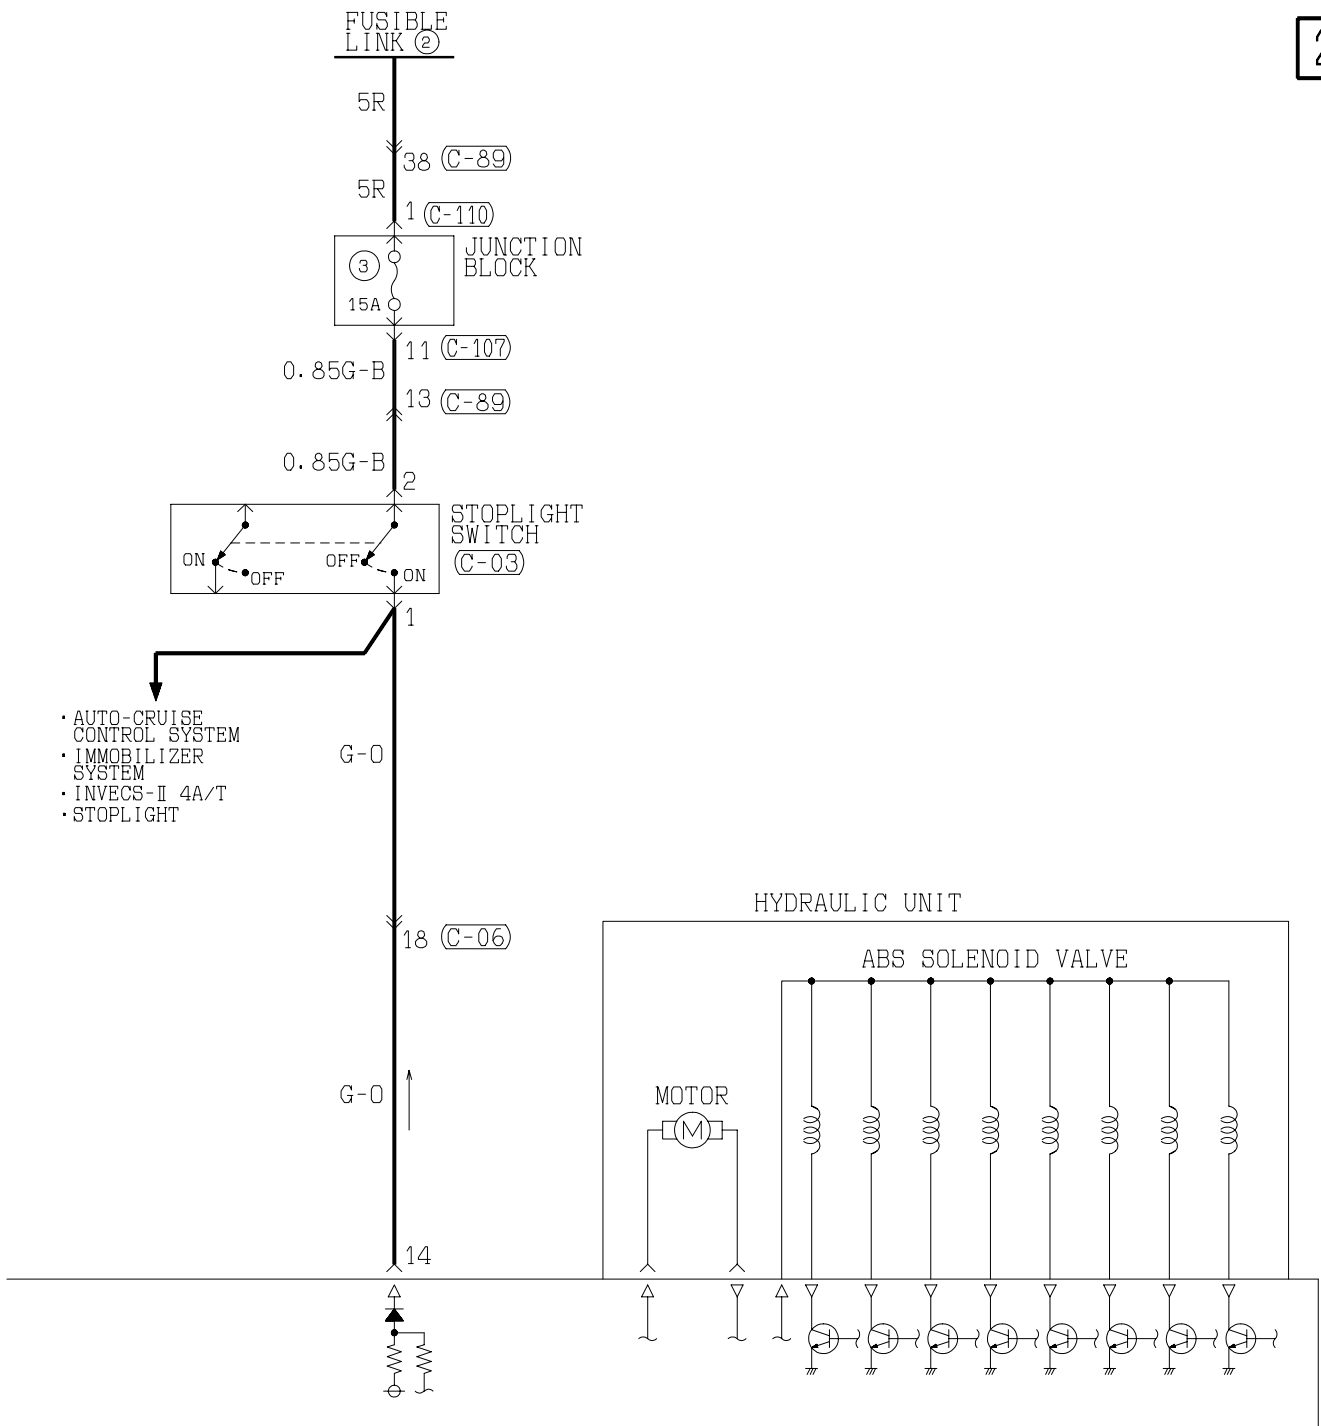 FUSIBLE
LINK ②
5R
38 (C-89)
5R
1 (C-110)
JUNCTION
BLOCK
③
15A
11 (C-107)
0.85G-B
13 (C-89)
0.85G-B
2
STOPLIGHT
SWITCH
(C-03)
ON
OFF
OFF
ON
1
· AUTO-CRUISE
CONTROL SYSTEM
· IMMOBILIZER
SYSTEM
· INVECS-Ⅱ 4A/T
· STOPLIGHT
G-O
18 (C-06)
HYDRAULIC UNIT
ABS SOLENOID VALVE
G-O
MOTOR
M
14